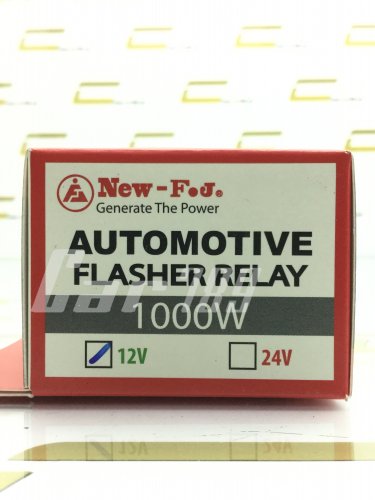 New-F.J.®
Generate The Power
AUTOMOTIVE
FLASHER RELAY
1000W
12V
24V